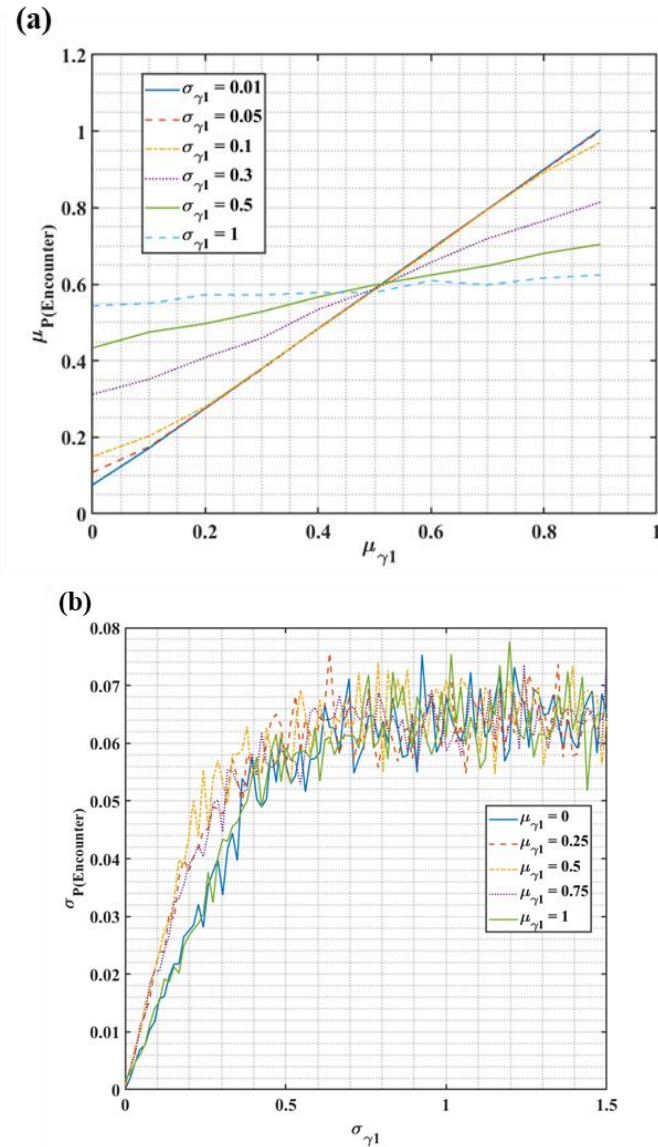 (a)
1.2
1
0.8
0.6
0.4
0.2
0
μP(Encounter)
σγ1 = 0.01
σγ1 = 0.05
σγ1 = 0.1
σγ1 = 0.3
σγ1 = 0.5
σγ1 = 1
0 0.2 0.4 0.6 0.8 1
μγ1
(b)
0.08
0.07
0.06
0.05
0.04
0.03
0.02
0.01
0
σP(Encounter)
μγ1 = 0
μγ1 = 0.25
μγ1 = 0.5
μγ1 = 0.75
μγ1 = 1
0 0.5 1 1.5
σγ1